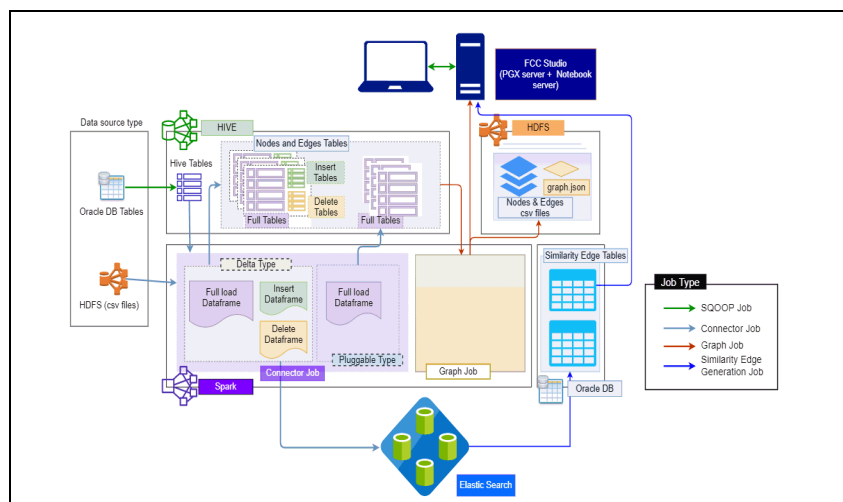 FCC Studio
(PGX server + Notebook
server)
Data source type
HIVE
HDFS
Nodes and Edges Tables
Hive Tables
Insert
Tables
Delete
Tables
Full Tables
Full Tables
graph.json
Nodes & Edges
csv files
Oracle DB Tables
HDFS (csv files)
Delta Type
Full load
Dataframe
Insert
Dataframe
Delete
Dataframe
Full load
Dataframe
Pluggable Type
Connector Job
Spark
Graph Job
Similarity Edge Tables
Oracle DB
Elastic Search
Job Type
SQOOP Job
Connector Job
Graph Job
Similarity Edge
Generation Job